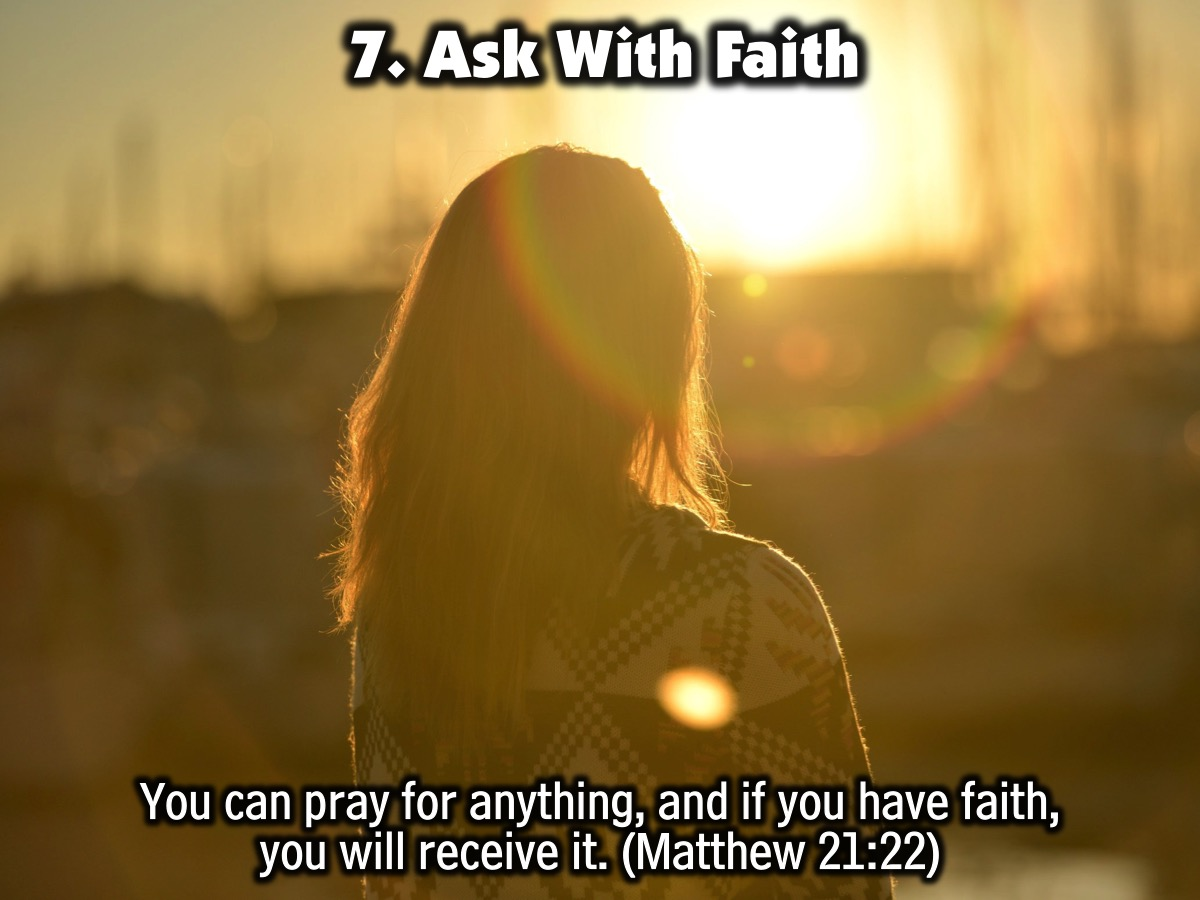 7. Ask With Faith
You can pray for anything, and if you have faith,
you will receive it. (Matthew 21:22)